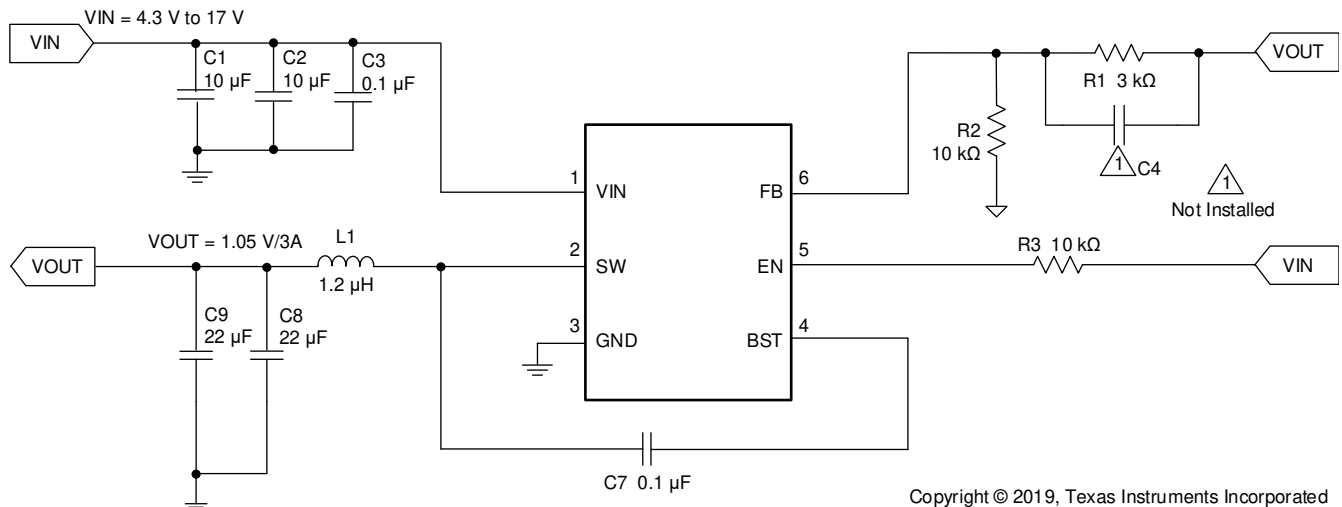 VIN = 4.3 V to 17 V
VIN
C1
10 µF
C2
10 µF
C3
0.1 µF
VOUT
R1 3 kΩ
R2
10 kΩ
1
C4
1
Not Installed
1
VIN
FB
6
VOUT = 1.05 V/3A
L1
VOUT
1.2 µH
2
SW
EN
5
R3 10 kΩ
VIN
C9
22 µF
C8
22 µF
3
GND
BST
4
C7 0.1 µF
Copyright © 2019, Texas Instruments Incorporated